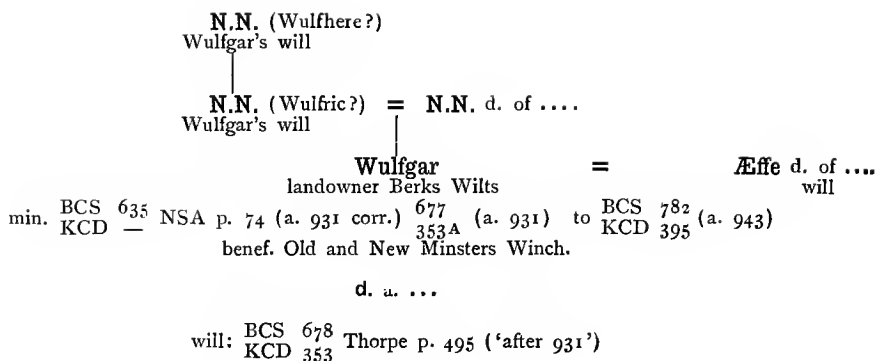 N.N. (Wulfhere?)
Wulfgar's will
N.N. (Wulfric?) = N.N. d. of ....
Wulfgar's will
Wulfgar = Æffe d. of ....
landowner Berks Wilts will
min. BCS 635 NSA p. 74 (a. 931 corr.) 677 (a. 931) to BCS 782 (a. 943)
KCD — 353A KCD 395
benef. Old and New Minsters Winch.
d. a. ...
will: BCS 678 Thorpe p. 495 ('after 931')
KCD 353